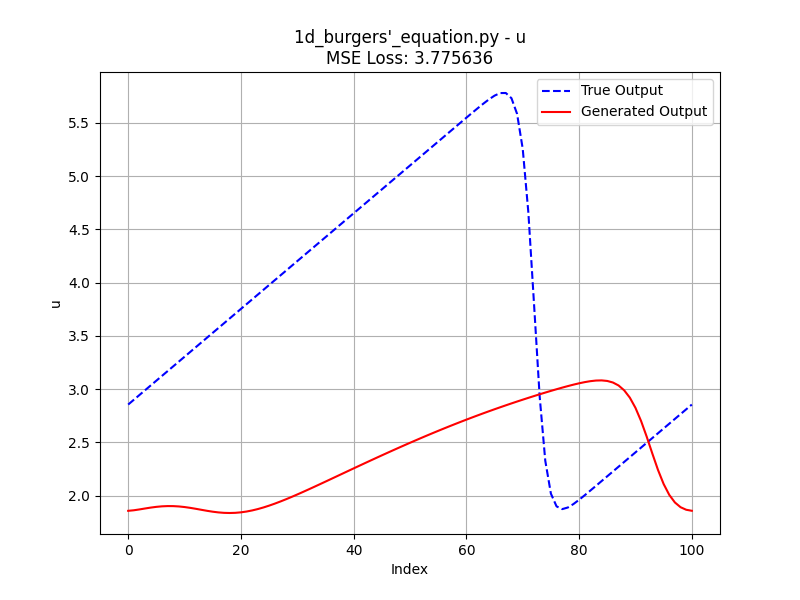 1d_burgers'_equation.py - u
MSE Loss: 3.775636
True Output
Generated Output
5.5
5.0
4.5
4.0
3.5
3.0
2.5
2.0
u
0
20
40
60
80
100
Index